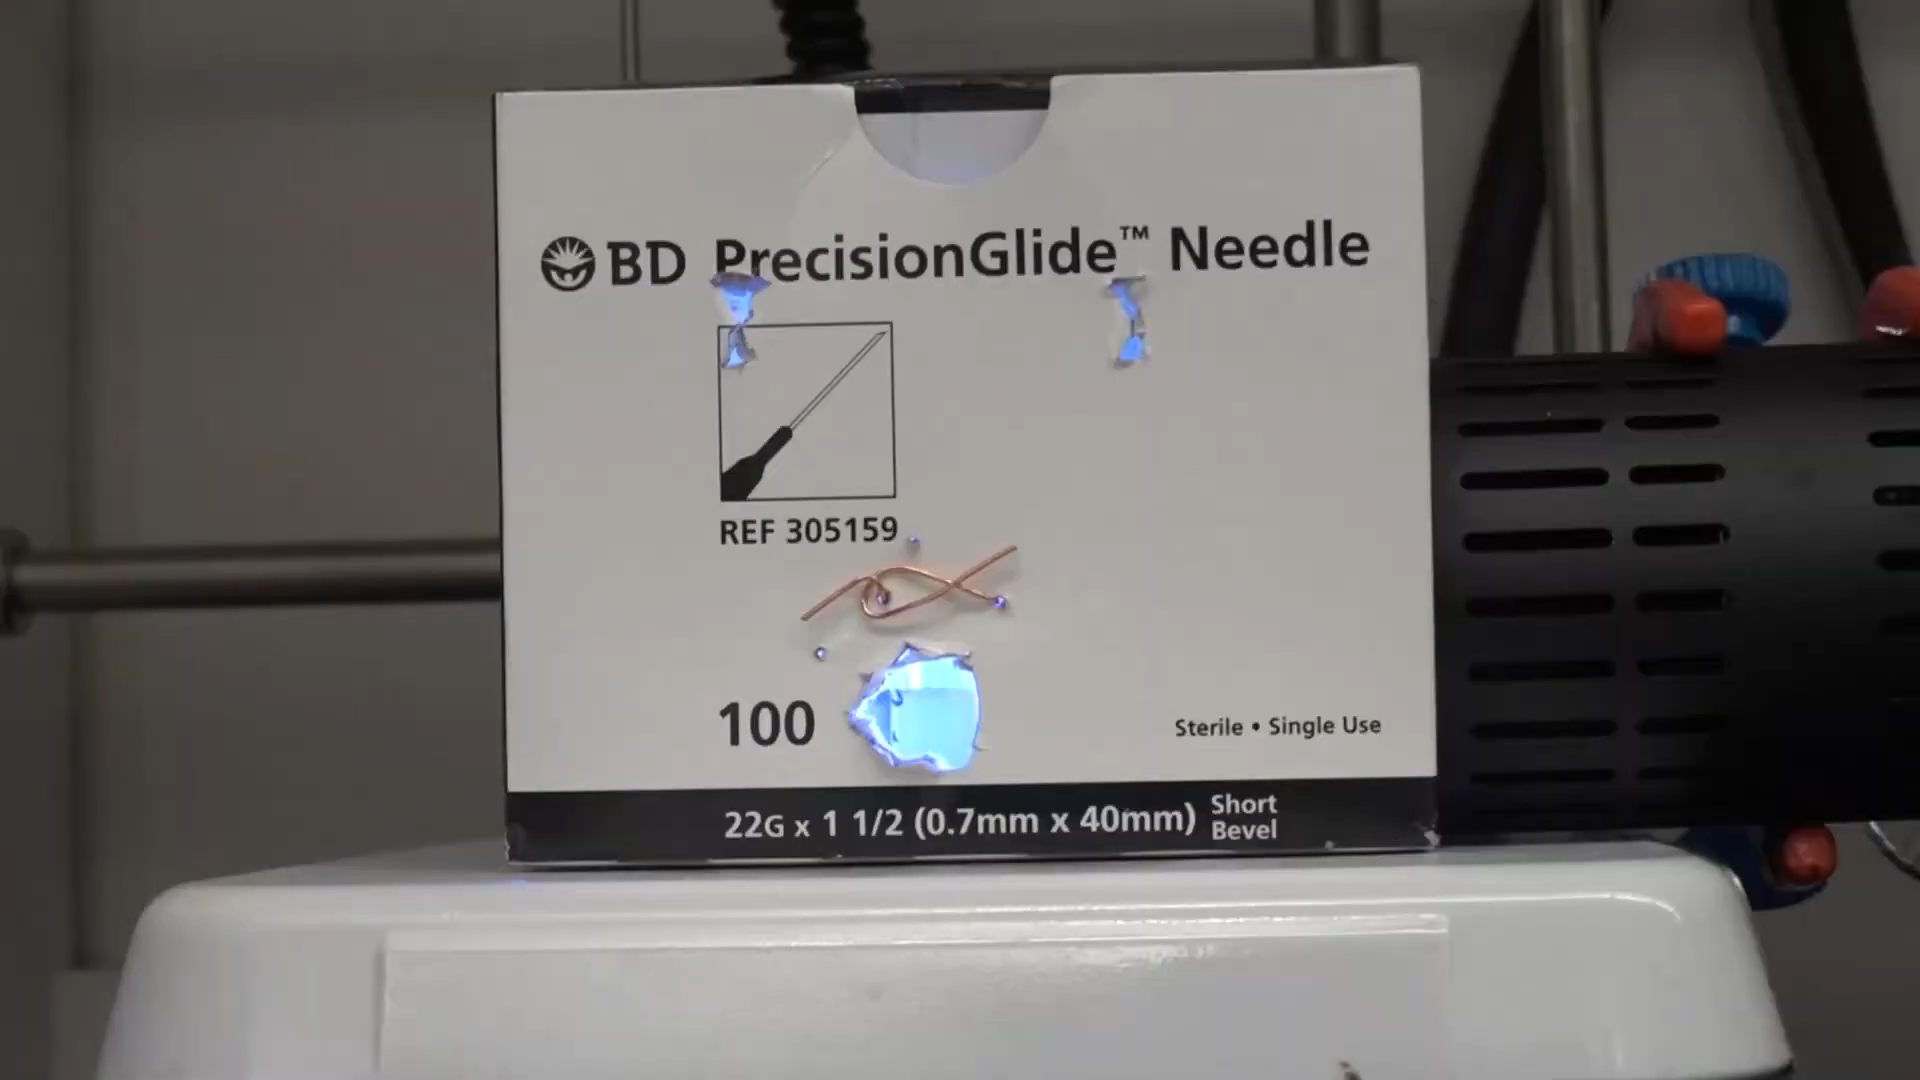 BD PrecisionGlide™ Needle
REF 305159
100
Sterile • Single Use
22G x 1 1/2 (0.7mm x 40mm) Short
Bevel